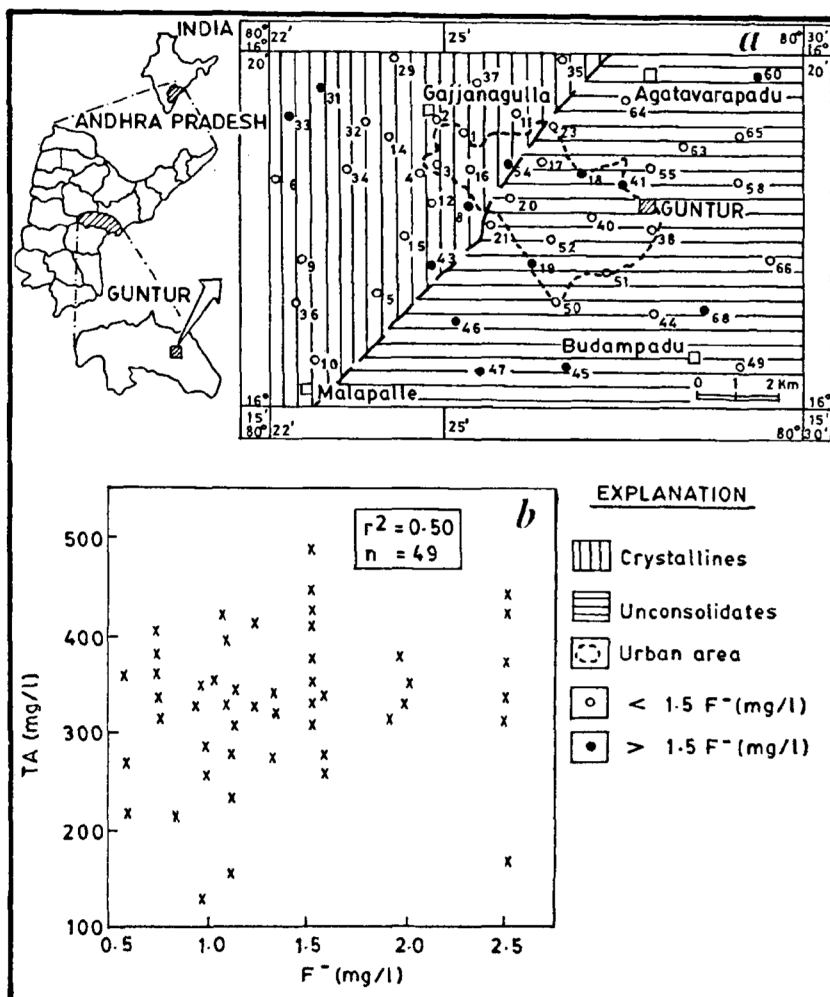 INDIA
ANDHRA PRADESH
GUNTUR
a
80° 22' 25' 80° 30'
16° 16°
20' 20'
29 37 35 60
31 Gajjanagulla Agatavarapadu
33 32 2 11 23 64
14 1 65
63
34 4 3 16 54 17 18 41 55
6 58
12 8 20 GUNTUR
40
15 21 52 38
9 43 19 51 66
5 50
36 46 44 68
Budampadu
10 47 45 49
0 1 2 Km
Malapalle
16° 16°
15' 15'
80° 22' 25' 80° 30'
b
r² = 0.50
n = 49
500
400
300
200
100
TA (mg/l)
0.5 1.0 1.5 2.0 2.5
F⁻ (mg/l)
EXPLANATION
Crystallines
Unconsolidates
Urban area
< 1.5 F⁻(mg/l)
> 1.5 F⁻(mg/l)